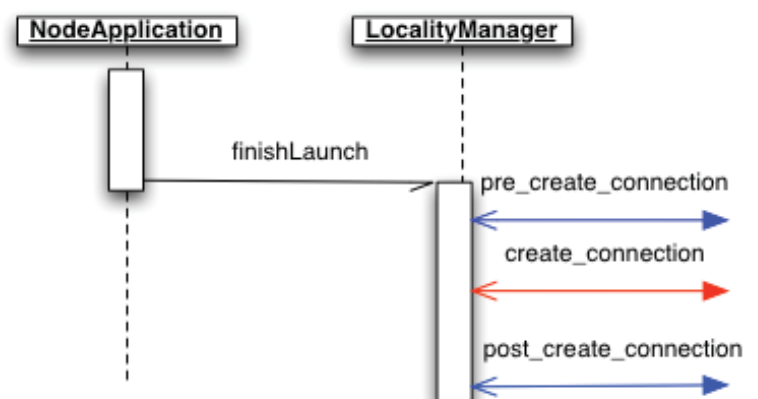 NodeApplication
LocalityManager
finishLaunch
pre_create_connection
create_connection
post_create_connection